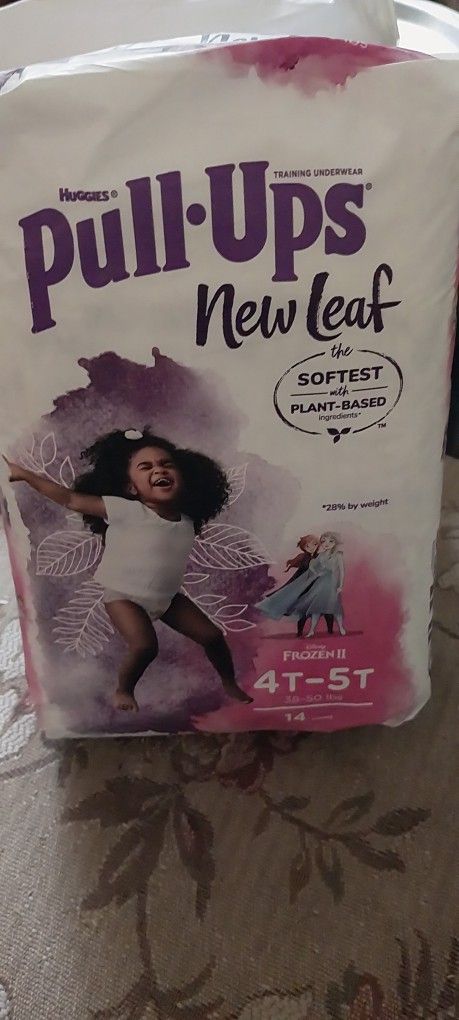 TRAINING UNDERWEAR
HUGGIES®
Pull·Ups®
New Leaf
the
SOFTEST
with
PLANT-BASED
ingredients*
TM
*28% by weight
Disney
FROZEN II
4T-5T
38-50 lbs
14